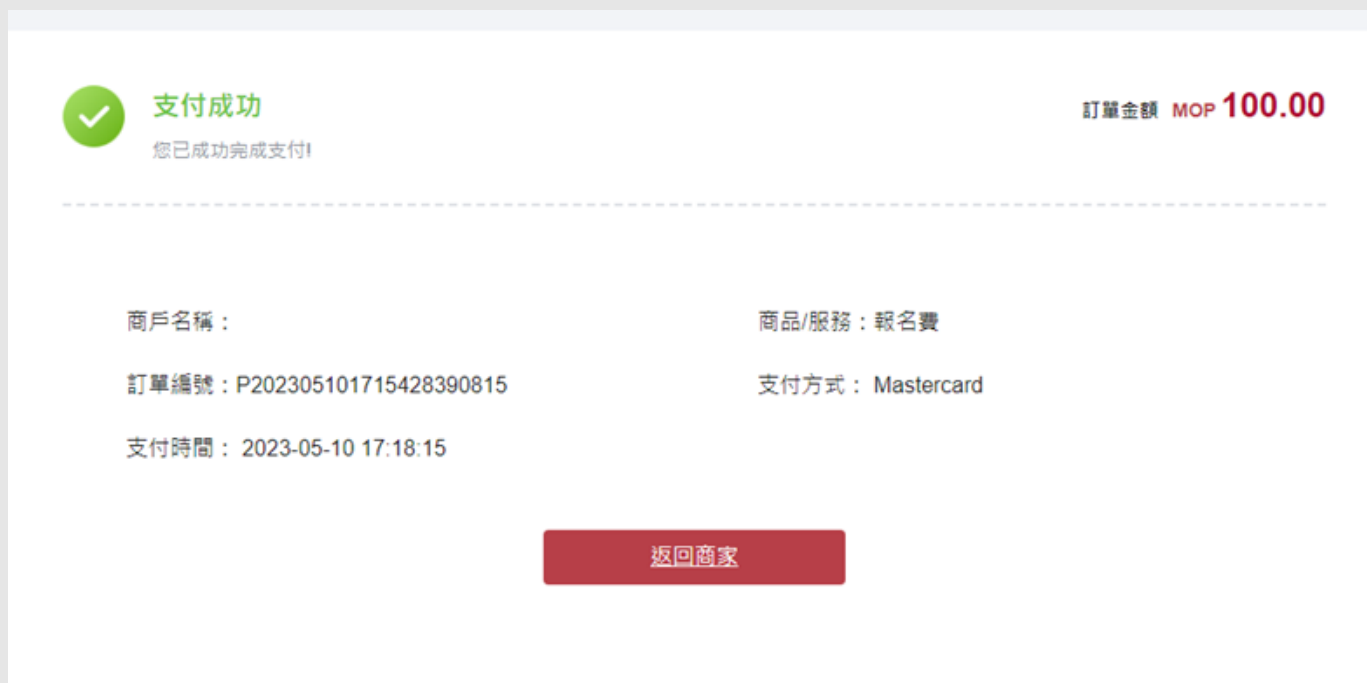 支付成功
訂單金額 MOP 100.00
您已成功完成支付!
商戶名稱：
商品/服務：報名費
訂單編號：P202305101715428390815
支付方式： Mastercard
支付時間： 2023-05-10 17:18:15
返回商家